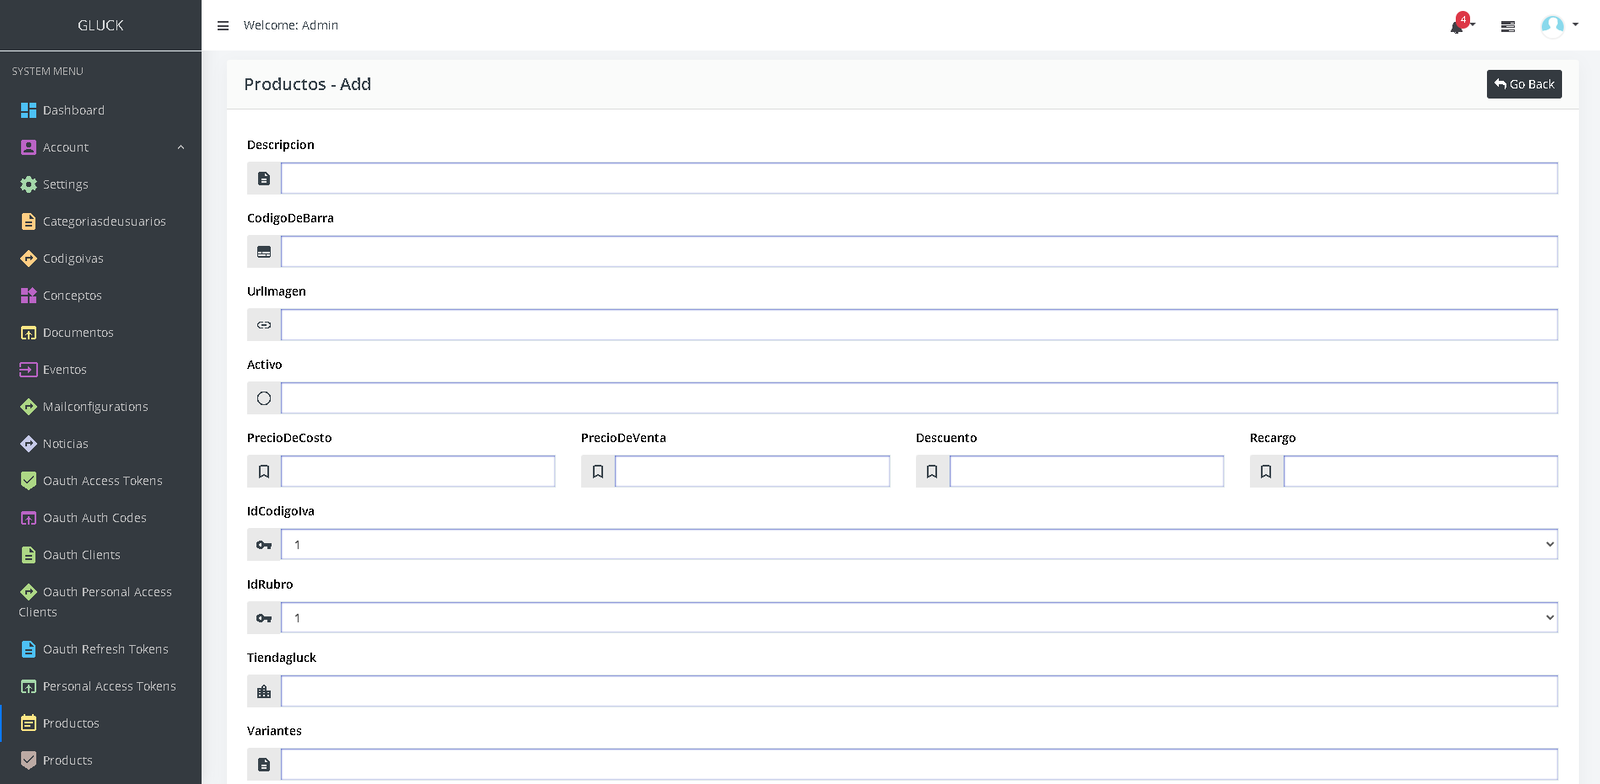 GLUCK
Welcome: Admin
4
SYSTEM MENU
Dashboard
Account
Settings
Categoriasdeusuarios
Codigoivas
Conceptos
Documentos
Eventos
Mailconfigurations
Noticias
Oauth Access Tokens
Oauth Auth Codes
Oauth Clients
Oauth Personal Access
Clients
Oauth Refresh Tokens
Personal Access Tokens
Productos
Products
Productos - Add
Go Back
Descripcion
CodigoDeBarra
UrlImagen
Activo
PrecioDeCosto PrecioDeVenta Descuento Recargo
IdCodigoIva
1
IdRubro
1
Tiendagluck
Variantes